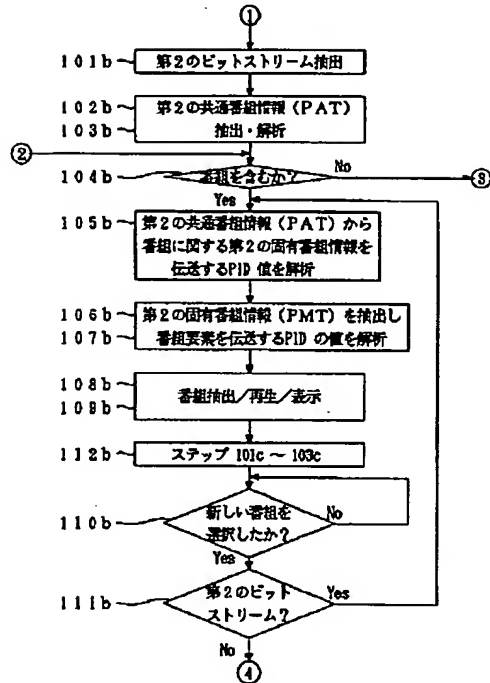 ①
101b 第2のビットストリーム抽出
102b 第2の共通番組情報(PAT)
103b 抽出・解析
②
104b 番組を含むか? No ③
Yes
105b 第2の共通番組情報(PAT)から
番組に関する第2の固有番組情報を
伝送するPID 値を解析
106b 第2の固有番組情報(PMT)を抽出し
107b 番組要素を伝送するPID の値を解析
108b
109b 番組抽出/再生/表示
112b ステップ 101c ~ 103c
110b 新しい番組を No
選択したか?
Yes
111b 第2のビット Yes
ストリーム?
No
④